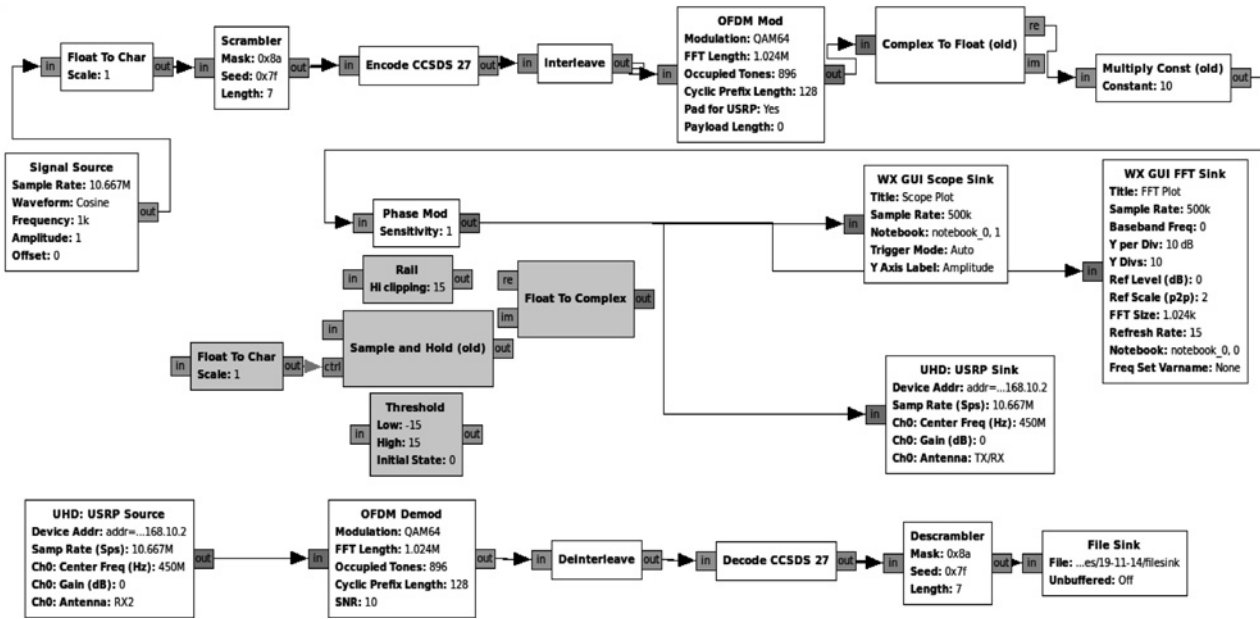 Float To Char
Scale: 1
in
out
Scrambler
Mask: 0x8a
Seed: 0x7f
Length: 7
in
out
Encode CCSDS 27
in
out
Interleave
in
out
OFDM Mod
Modulation: QAM64
FFT Length: 1.024M
Occupied Tones: 896
Cyclic Prefix Length: 128
Pad for USRP: Yes
Payload Length: 0
in
out
Complex To Float (old)
in
re
im
Multiply Const (old)
Constant: 10
in
out
Signal Source
Sample Rate: 10.667M
Waveform: Cosine
Frequency: 1k
Amplitude: 1
Offset: 0
out
Phase Mod
Sensitivity: 1
in
out
WX GUI Scope Sink
Title: Scope Plot
Sample Rate: 500k
Notebook: notebook_0, 1
Trigger Mode: Auto
Y Axis Label: Amplitude
in
WX GUI FFT Sink
Title: FFT Plot
Sample Rate: 500k
Baseband Freq: 0
Y per Div: 10 dB
Y Divs: 10
Ref Level (dB): 0
Ref Scale (p2p): 2
FFT Size: 1.024k
Refresh Rate: 15
Notebook: notebook_0, 0
Freq Set Varname: None
in
Rail
Hi clipping: 15
in
out
Float To Complex
re
im
out
Sample and Hold (old)
in
ctrl
out
Float To Char
Scale: 1
in
out
Threshold
Low: -15
High: 15
Initial State: 0
in
out
UHD: USRP Sink
Device Addr: addr=...168.10.2
Samp Rate (Sps): 10.667M
Ch0: Center Freq (Hz): 450M
Ch0: Gain (dB): 0
Ch0: Antenna: TX/RX
in
UHD: USRP Source
Device Addr: addr=...168.10.2
Samp Rate (Sps): 10.667M
Ch0: Center Freq (Hz): 450M
Ch0: Gain (dB): 0
Ch0: Antenna: RX2
out
OFDM Demod
Modulation: QAM64
FFT Length: 1.024M
Occupied Tones: 896
Cyclic Prefix Length: 128
SNR: 10
in
out
Deinterleave
in
out
Decode CCSDS 27
in
out
Descrambler
Mask: 0x8a
Seed: 0x7f
Length: 7
in
out
File Sink
File: ...es/19-11-14/filesink
Unbuffered: Off
in